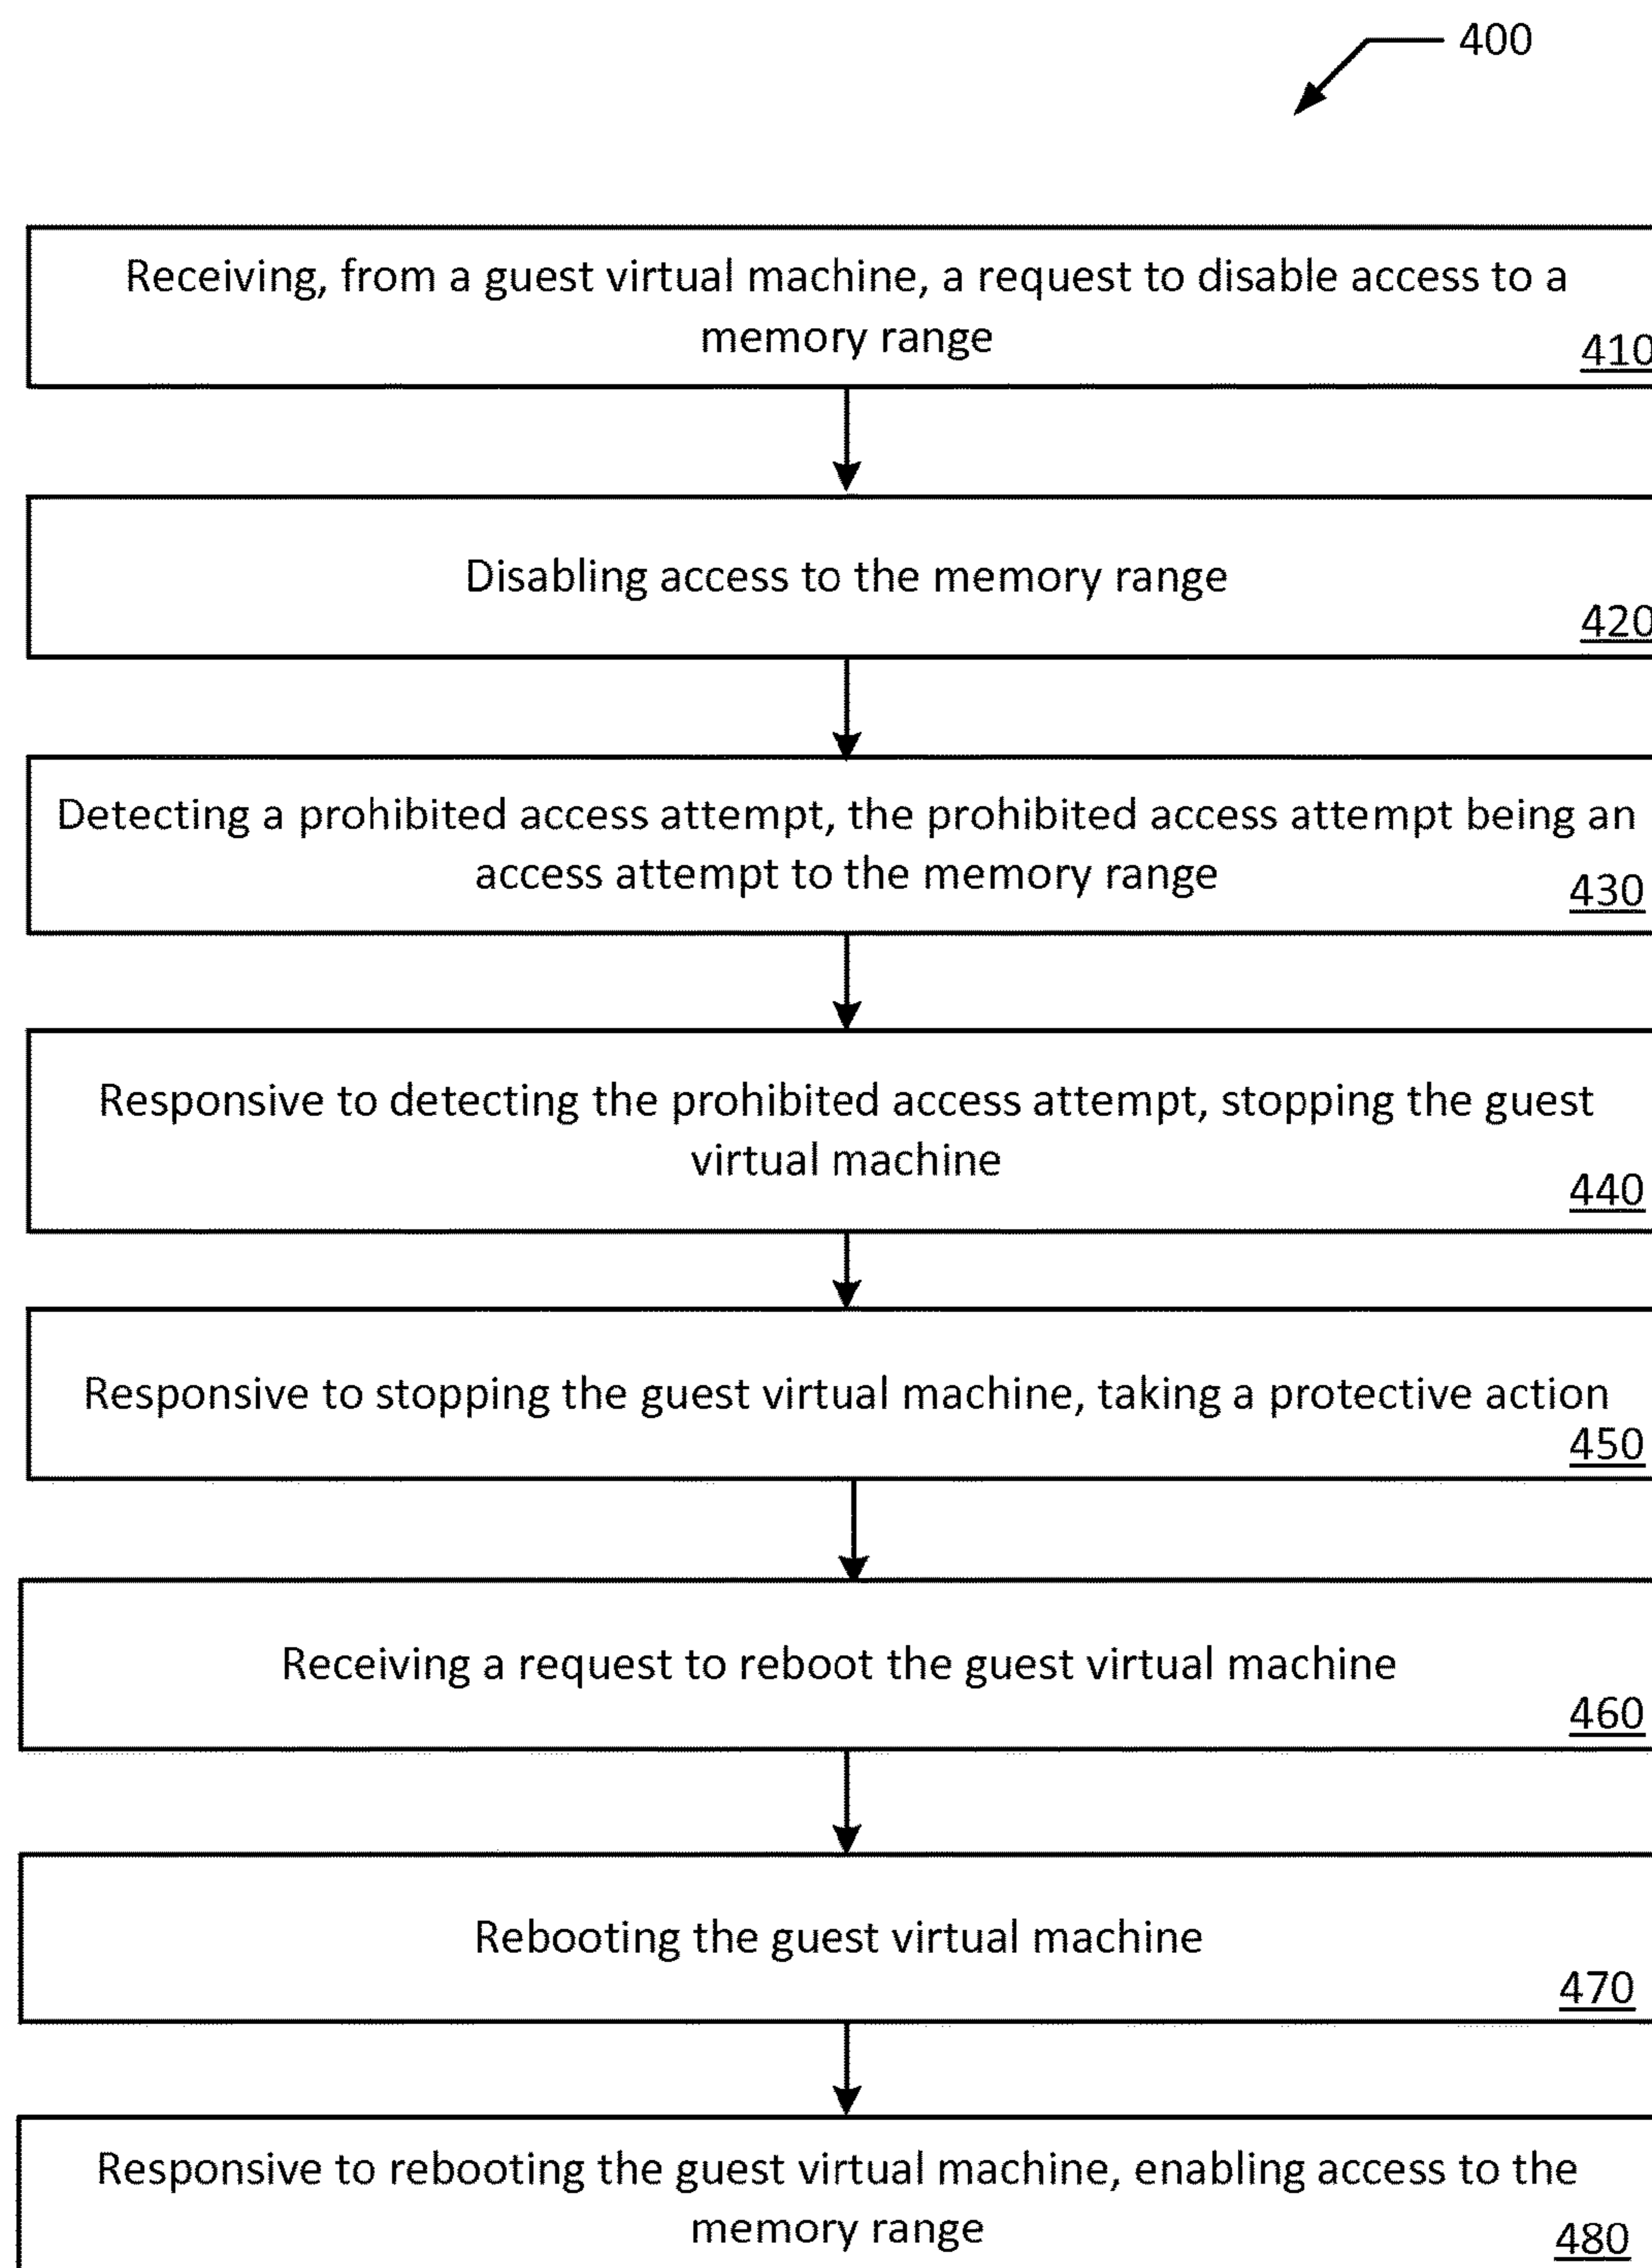 400
Receiving, from a guest virtual machine, a request to disable access to a
memory range
410
Disabling access to the memory range
420
Detecting a prohibited access attempt, the prohibited access attempt being an
access attempt to the memory range
430
Responsive to detecting the prohibited access attempt, stopping the guest
virtual machine
440
Responsive to stopping the guest virtual machine, taking a protective action
450
Receiving a request to reboot the guest virtual machine
460
Rebooting the guest virtual machine
470
Responsive to rebooting the guest virtual machine, enabling access to the
memory range
480